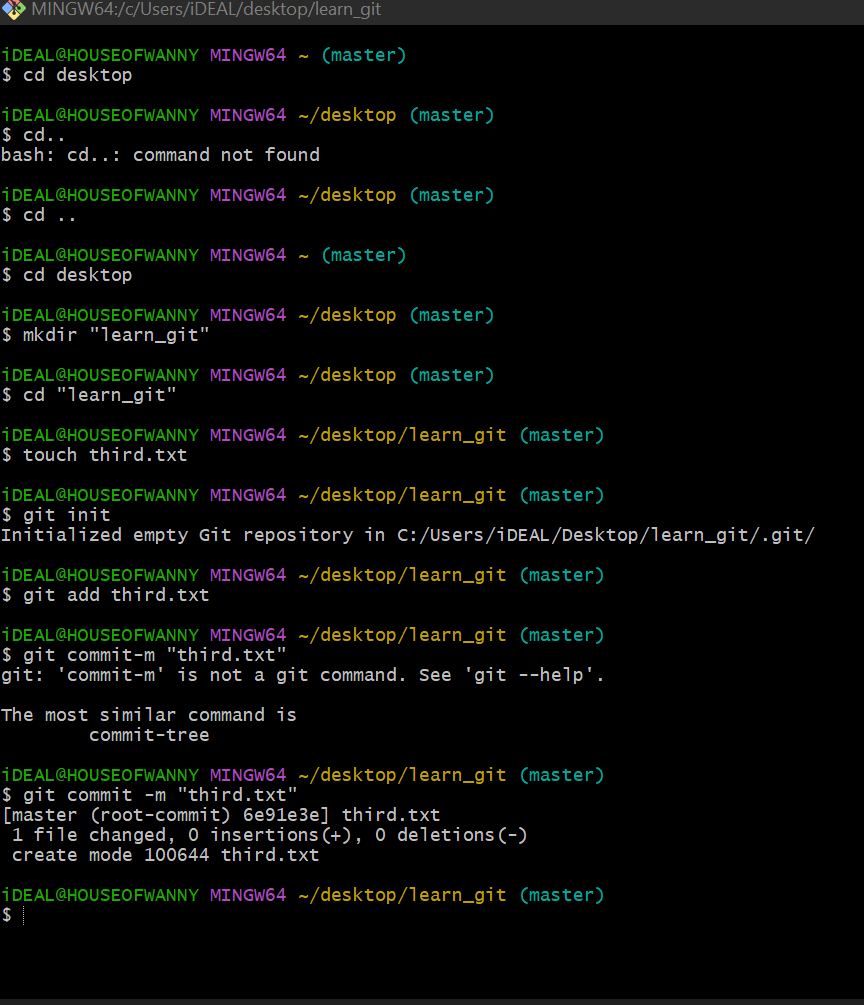 MINGW64:/c/Users/iDEAL/desktop/learn_git
iDEAL@HOUSEOFWANNY MINGW64 ~ (master)
$ cd desktop
iDEAL@HOUSEOFWANNY MINGW64 ~/desktop (master)
$ cd..
bash: cd..: command not found
iDEAL@HOUSEOFWANNY MINGW64 ~/desktop (master)
$ cd ..
iDEAL@HOUSEOFWANNY MINGW64 ~ (master)
$ cd desktop
iDEAL@HOUSEOFWANNY MINGW64 ~/desktop (master)
$ mkdir "learn_git"
iDEAL@HOUSEOFWANNY MINGW64 ~/desktop (master)
$ cd "learn_git"
iDEAL@HOUSEOFWANNY MINGW64 ~/desktop/learn_git (master)
$ touch third.txt
iDEAL@HOUSEOFWANNY MINGW64 ~/desktop/learn_git (master)
$ git init
Initialized empty Git repository in C:/Users/iDEAL/Desktop/learn_git/.git/
iDEAL@HOUSEOFWANNY MINGW64 ~/desktop/learn_git (master)
$ git add third.txt
iDEAL@HOUSEOFWANNY MINGW64 ~/desktop/learn_git (master)
$ git commit-m "third.txt"
git: 'commit-m' is not a git command. See 'git --help'.
The most similar command is
        commit-tree
iDEAL@HOUSEOFWANNY MINGW64 ~/desktop/learn_git (master)
$ git commit -m "third.txt"
[master (root-commit) 6e91e3e] third.txt
 1 file changed, 0 insertions(+), 0 deletions(-)
 create mode 100644 third.txt
iDEAL@HOUSEOFWANNY MINGW64 ~/desktop/learn_git (master)
$